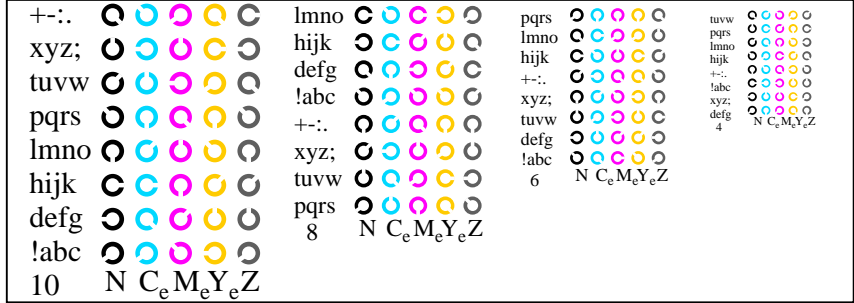 +-:.
xyz;
tuvw
pqrs
lmno
hijk
defg
!abc
10 N CeMeYeZ
lmno
hijk
defg
!abc
+-:.
xyz;
tuvw
pqrs
8 N CeMeYeZ
pqrs
lmno
hijk
+-:.
xyz;
tuvw
defg
!abc
6 N CeMeYeZ
tuvw
pqrs
lmno
hijk
+-:.
!abc
xyz;
defg
4 N CeMeYeZ